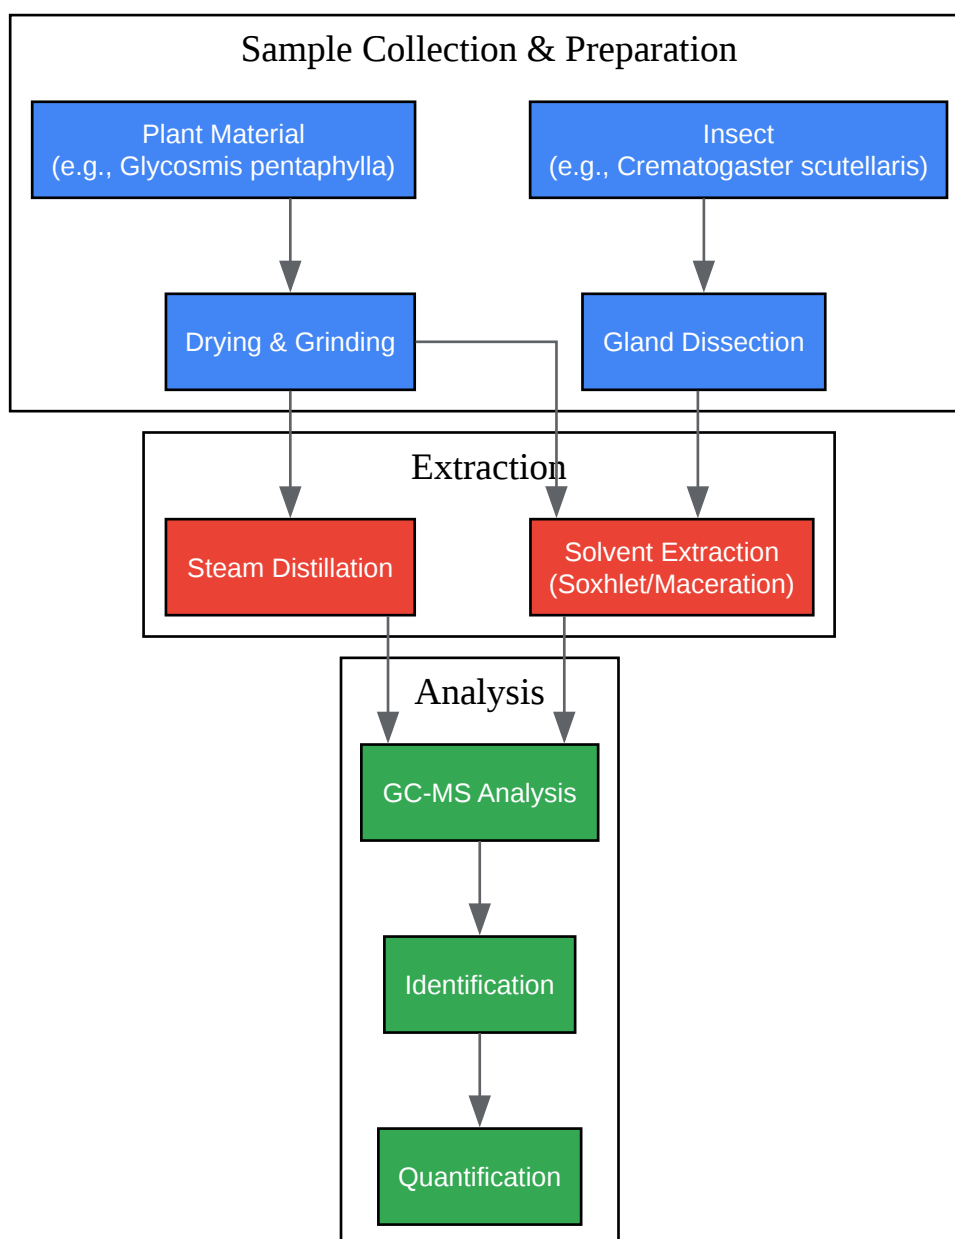 Sample Collection & Preparation
Plant Material
(e.g., Glycosmis pentaphylla)
Insect
(e.g., Crematogaster scutellaris)
Drying & Grinding
Gland Dissection
Extraction
Steam Distillation
Solvent Extraction
(Soxhlet/Maceration)
Analysis
GC-MS Analysis
Identification
Quantification